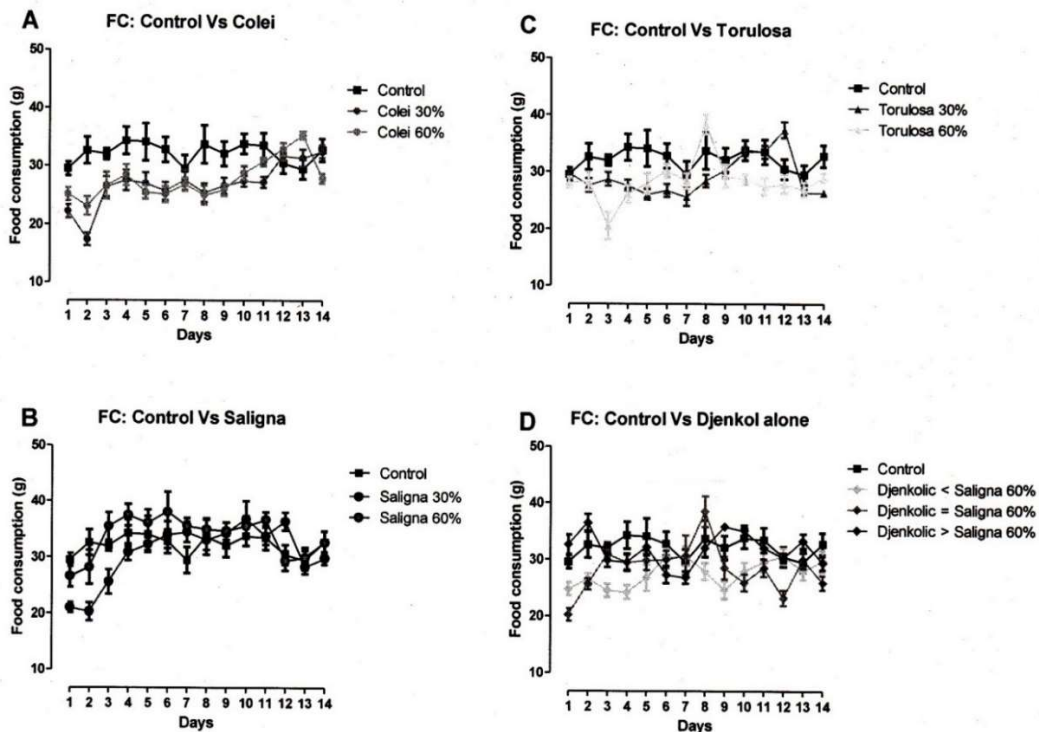 A
FC: Control Vs Colei
Food consumption (g)
50
40
30
20
10
1 2 3 4 5 6 7 8 9 10 11 12 13 14
Days
Control
Colei 30%
Colei 60%
C
FC: Control Vs Torulosa
Food consumption (g)
50
40
30
20
10
1 2 3 4 5 6 7 8 9 10 11 12 13 14
Days
Control
Torulosa 30%
Torulosa 60%
B
FC: Control Vs Saligna
Food consumption (g)
50
40
30
20
10
1 2 3 4 5 6 7 8 9 10 11 12 13 14
Days
Control
Saligna 30%
Saligna 60%
D
FC: Control Vs Djenkol alone
Food consumption (g)
50
40
30
20
10
1 2 3 4 5 6 7 8 9 10 11 12 13 14
Days
Control
Djenkolic < Saligna 60%
Djenkolic = Saligna 60%
Djenkolic > Saligna 60%